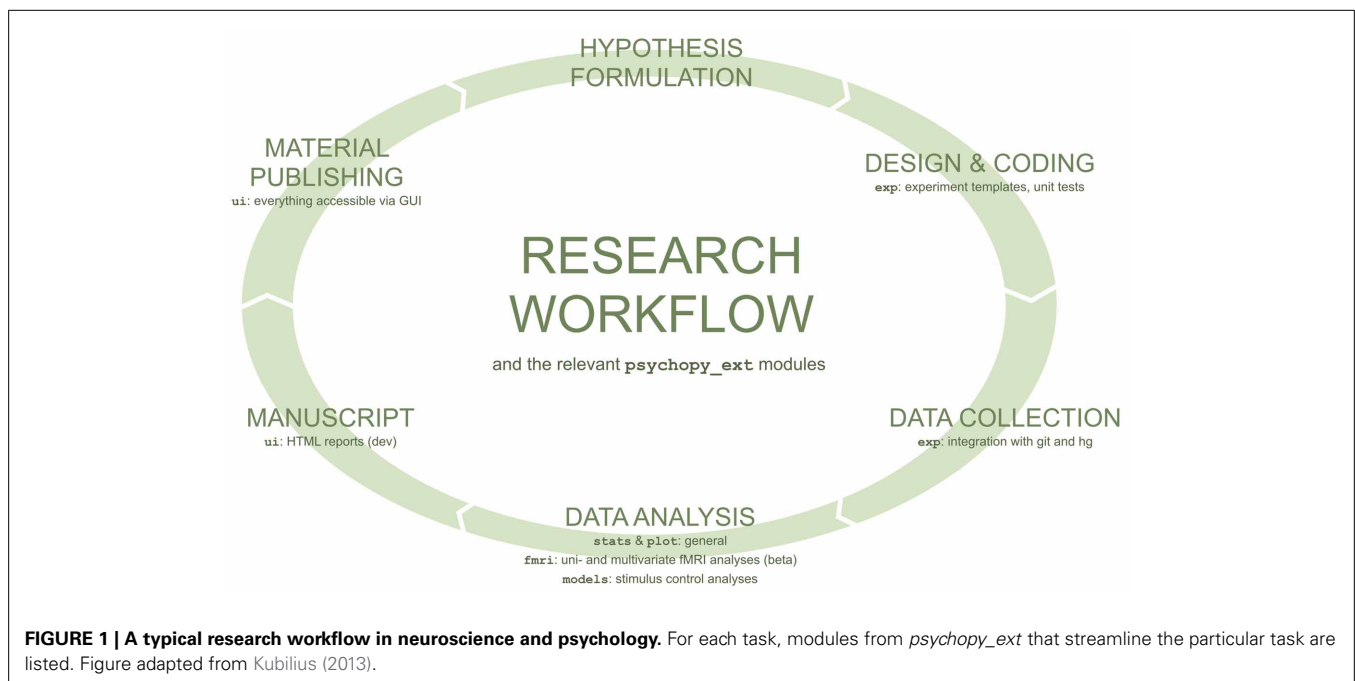 HYPOTHESIS
FORMULATION
MATERIAL
PUBLISHING
ui: everything accessible via GUI
DESIGN & CODING
exp: experiment templates, unit tests
RESEARCH
WORKFLOW
and the relevant psychopy_ext modules
MANUSCRIPT
ui: HTML reports (dev)
DATA COLLECTION
exp: integration with git and hg
DATA ANALYSIS
stats & plot: general
fmri: uni- and multivariate fMRI analyses (beta)
models: stimulus control analyses
FIGURE 1 | A typical research workflow in neuroscience and psychology. For each task, modules from psychopy_ext that streamline the particular task are
listed. Figure adapted from Kubilius (2013).